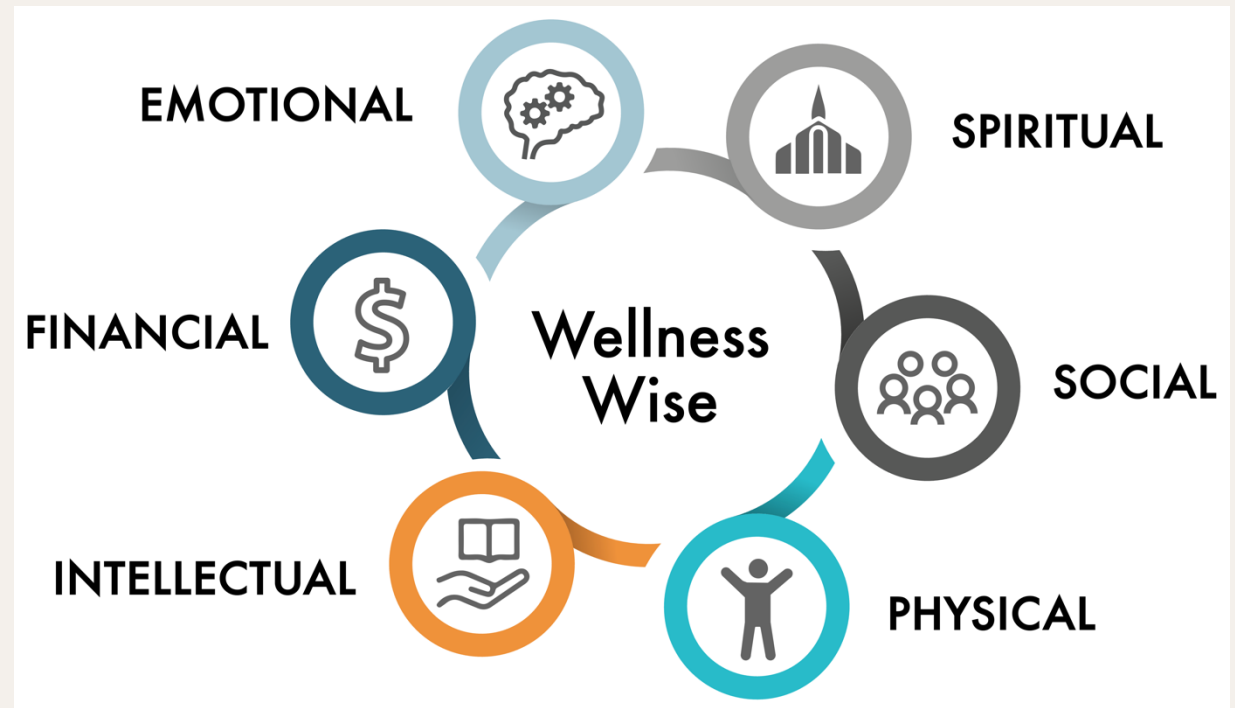 EMOTIONAL
SPIRITUAL
FINANCIAL
$
Wellness
Wise
SOCIAL
INTELLECTUAL
PHYSICAL